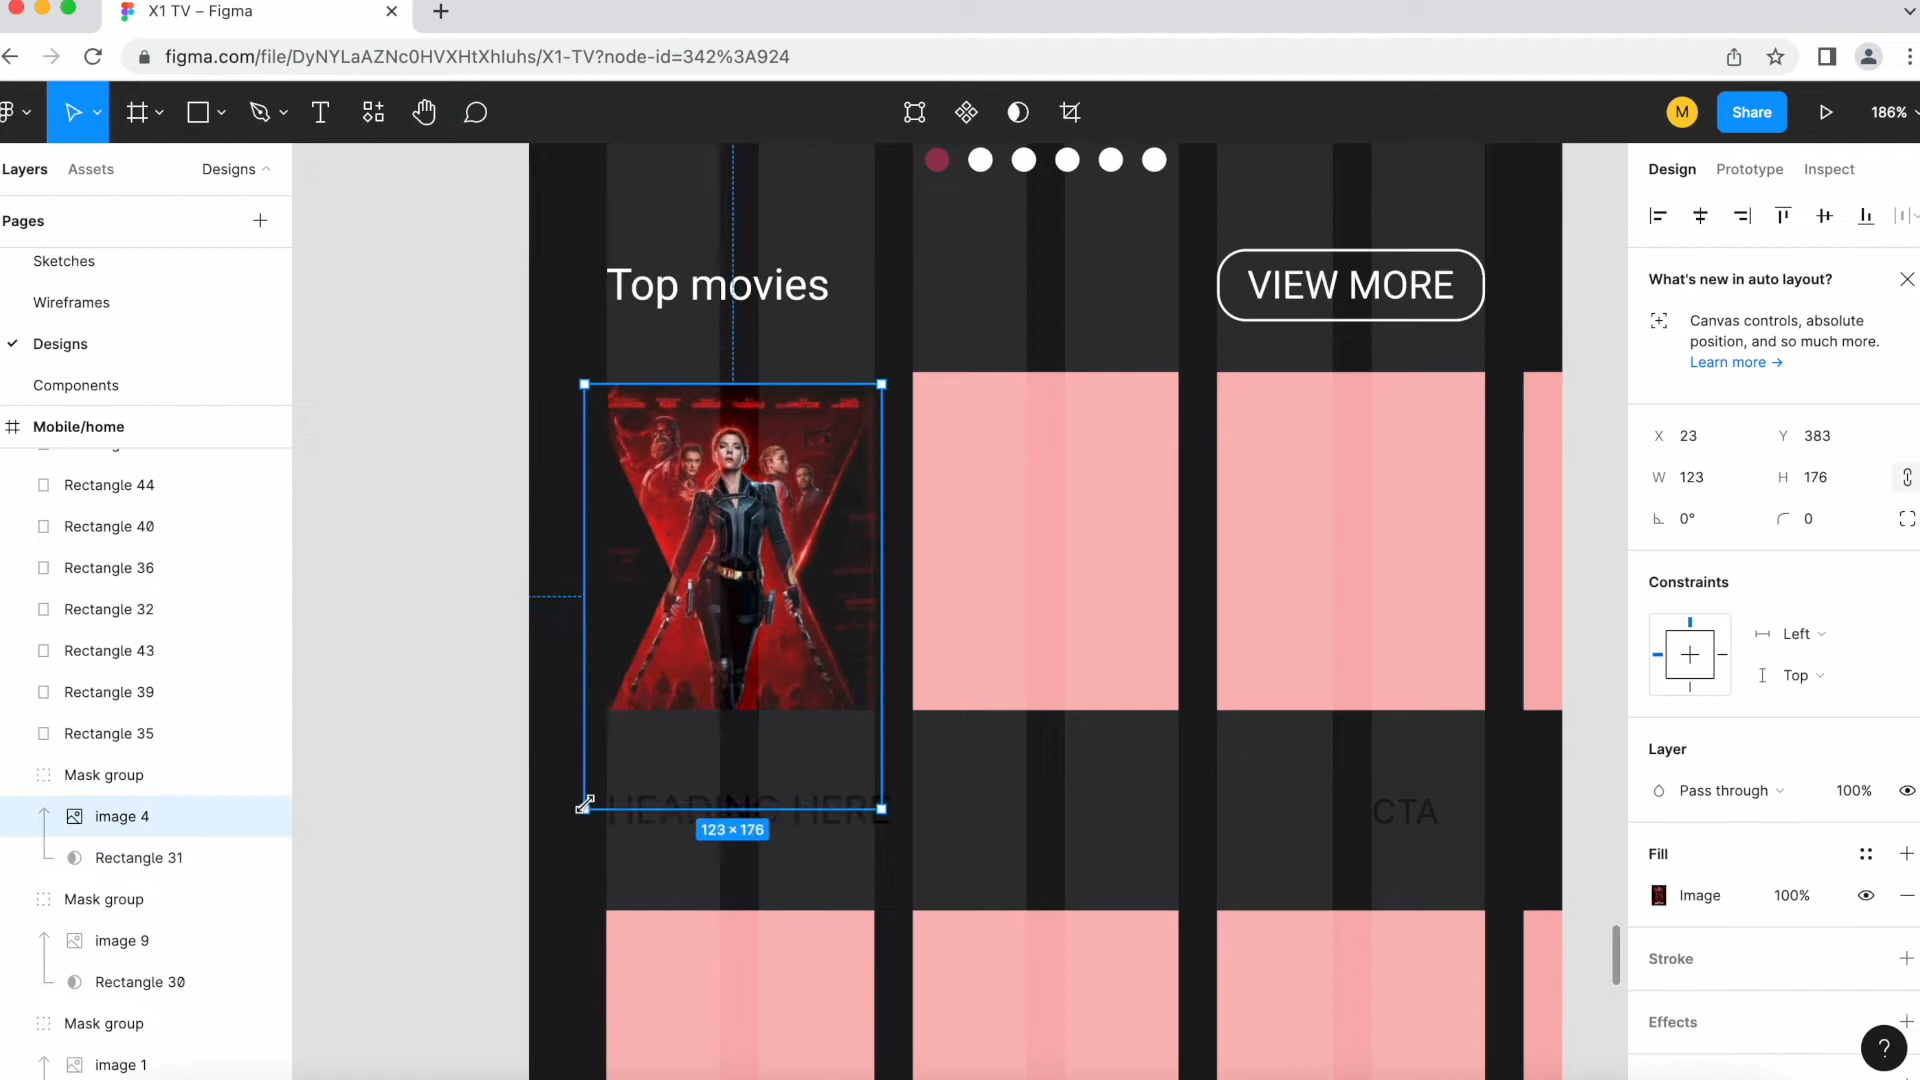 X1 TV – Figma
figma.com/file/DyNYLaAZNc0HVXHtXhluhs/X1-TV?node-id=342%3A924
M
Share
186%
Layers
Assets
Designs
Pages
Sketches
Wireframes
Designs
Components
Mobile/home
Rectangle 44
Rectangle 40
Rectangle 36
Rectangle 32
Rectangle 43
Rectangle 39
Rectangle 35
Mask group
image 4
Rectangle 31
Mask group
image 9
Rectangle 30
Mask group
image 1
Top movies
VIEW MORE
HEADING HERE
CTA
123 × 176
Design
Prototype
Inspect
What's new in auto layout?
Canvas controls, absolute
position, and so much more.
Learn more →
X 23
Y 383
W 123
H 176
0°
0
Constraints
Left
Top
Layer
Pass through
100%
Fill
Image
100%
Stroke
Effects
?